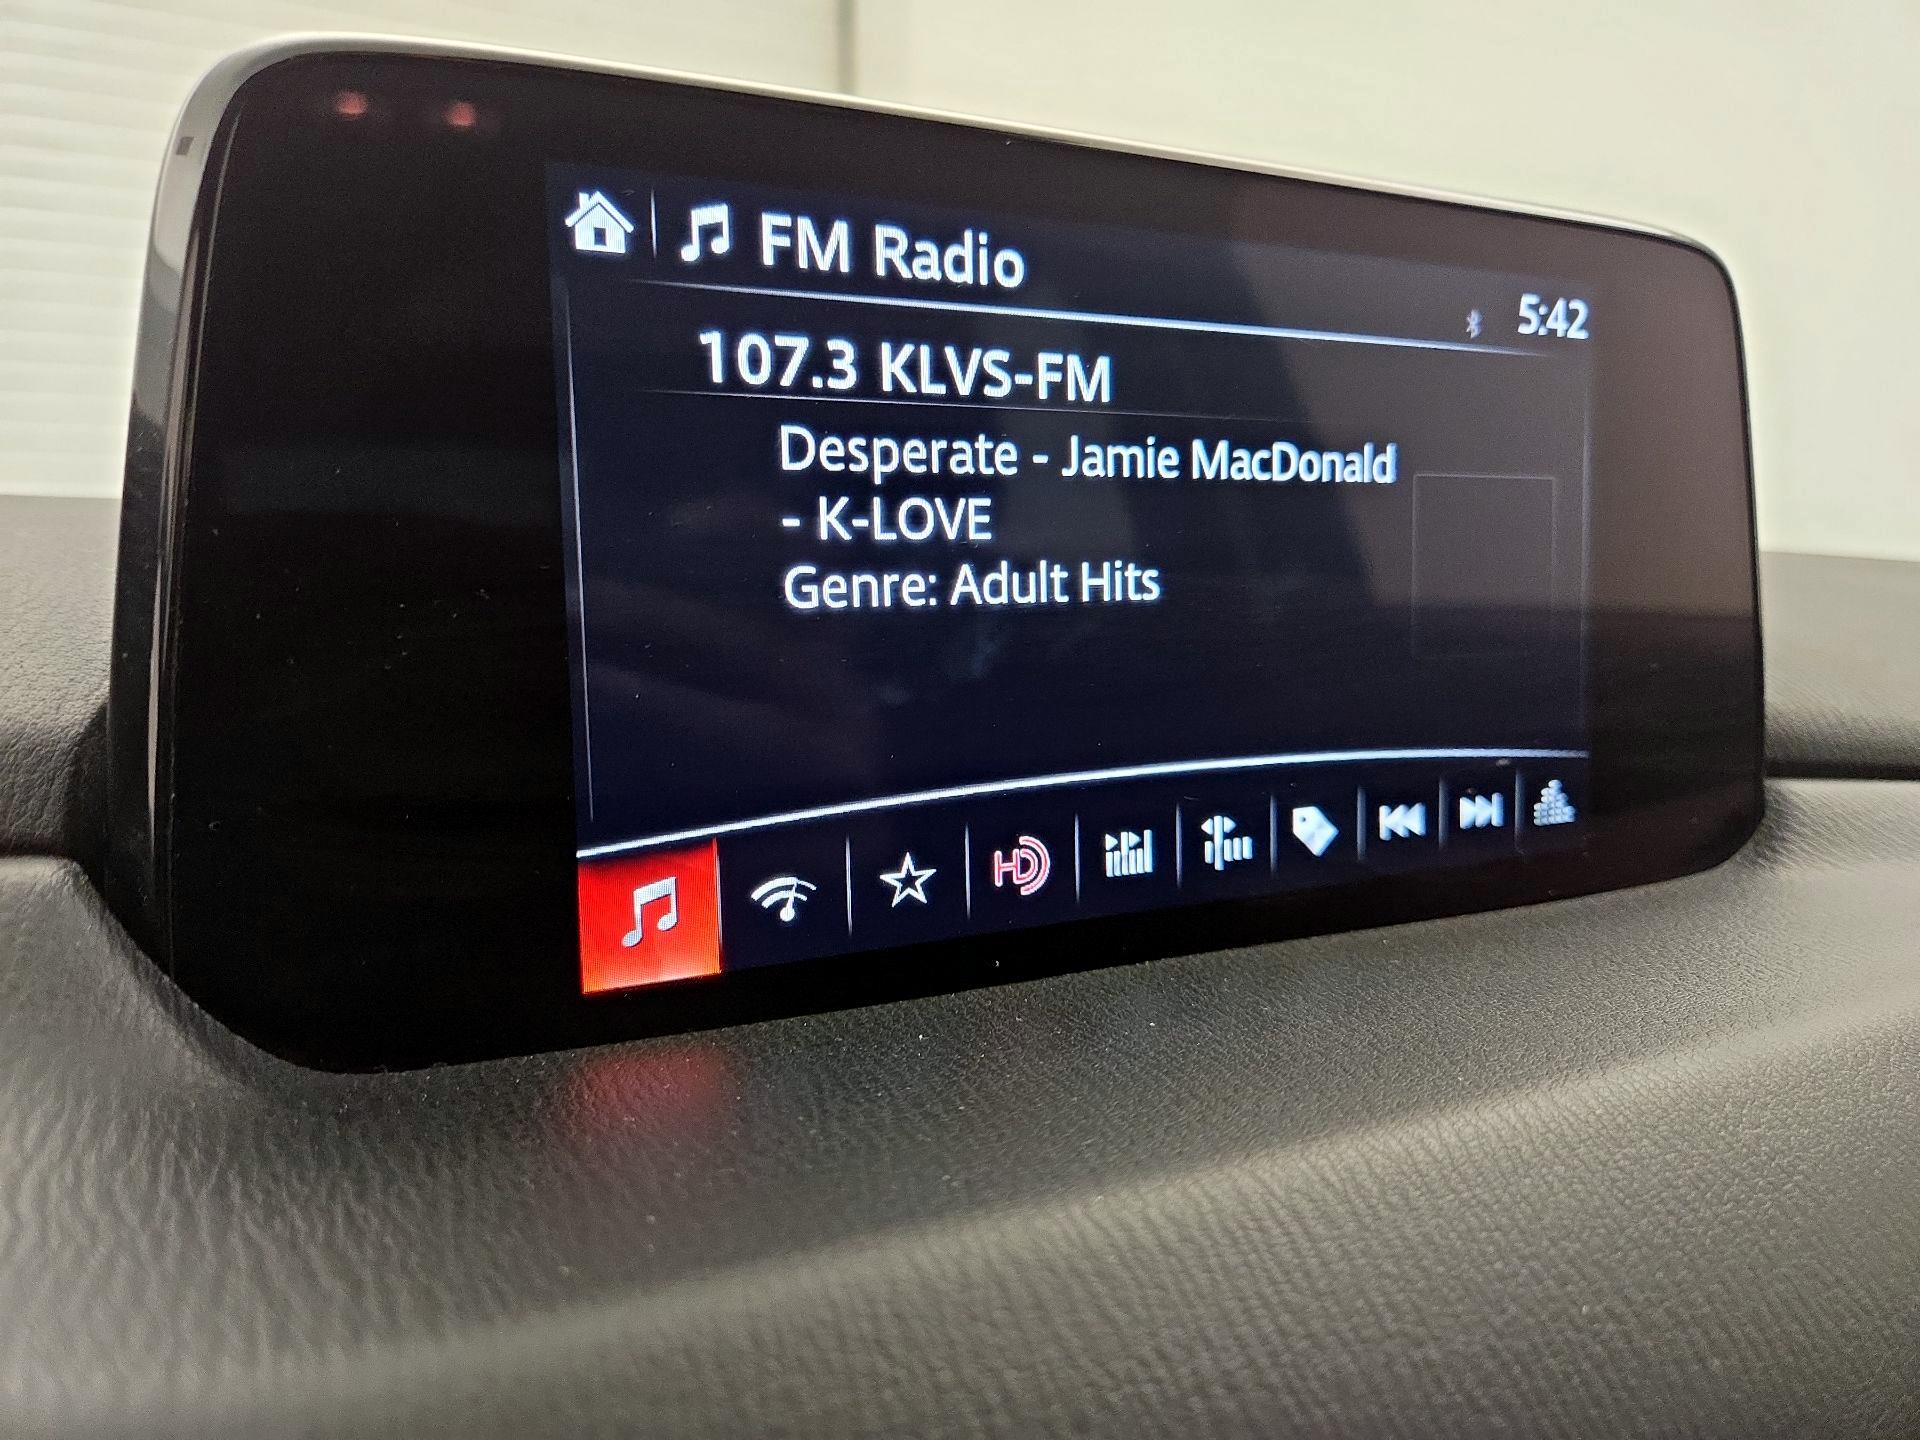 FM Radio
5:42
107.3 KLVS-FM
Desperate - Jamie MacDonald
- K-LOVE
Genre: Adult Hits
HD